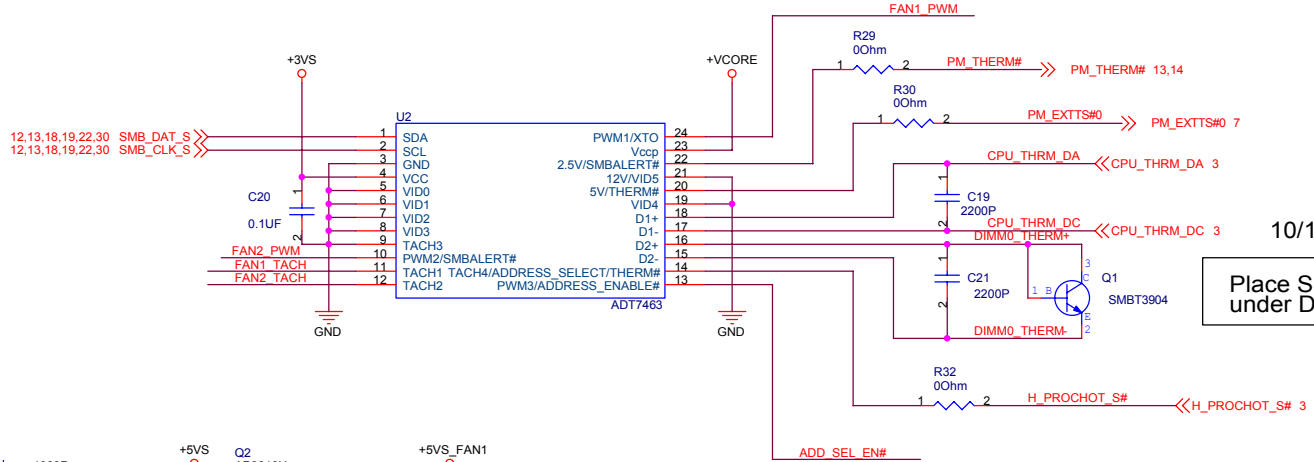 FAN1_PWM
+3VS
+VCORE
R29
0Ohm
1 2 PM_THERM# PM_THERM# 13,14
R30
0Ohm
1 2 PM_EXTTS#0 PM_EXTTS#0 7
U2
12,13,18,19,22,30 SMB_DAT_S 1 SDA PWM1/XTO 24
12,13,18,19,22,30 SMB_CLK_S 2 SCL Vccp 23
3 GND 2.5V/SMBALERT# 22
4 VCC 12V/VID5 21
5 VID0 5V/THERM# 20
6 VID1 VID4 19
7 VID2 D1+ 18
8 VID3 D1- 17
9 TACH3 D2+ 16
FAN2_PWM 10 PWM2/SMBALERT# D2- 15
FAN1_TACH 11 TACH1 TACH4/ADDRESS_SELECT/THERM# 14
FAN2_TACH 12 TACH2 PWM3/ADDRESS_ENABLE# 13
ADT7463
C20
0.1UF
1
2
GND
GND
CPU_THRM_DA CPU_THRM_DA 3
1
C19
2200P
2
CPU_THRM_DC CPU_THRM_DC 3
DIMM0_THERM+
1
C21
2200P
2
3
C
1 B
E
2
Q1
SMBT3904
DIMM0_THERM-
10/1
Place S
under D
R32
0Ohm
1 2 H_PROCHOT_S# H_PROCHOT_S# 3
ADD_SEL_EN#
+5VS
Q2
+5VS_FAN1